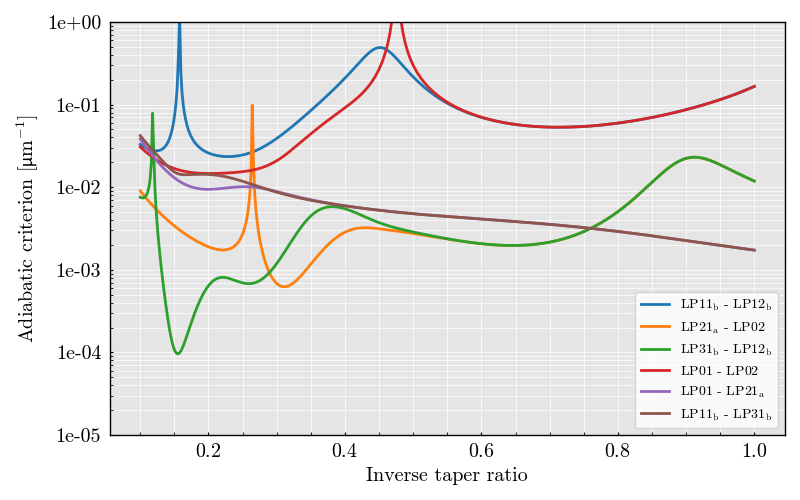 1e+00
1e-01
1e-02
1e-03
1e-04
1e-05
Adiabatic criterion [µm⁻¹]
0.2 0.4 0.6 0.8 1.0
Inverse taper ratio
LP11b - LP12b
LP21a - LP02
LP31b - LP12b
LP01 - LP02
LP01 - LP21a
LP11b - LP31b